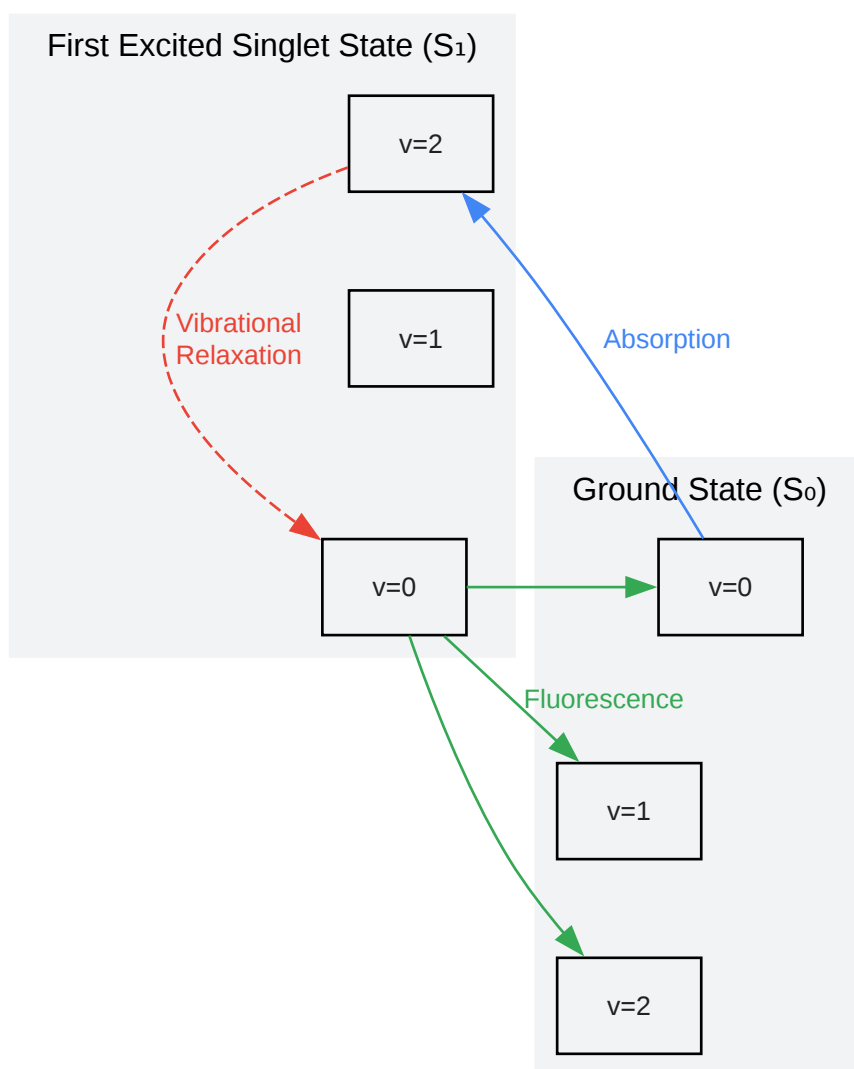 First Excited Singlet State (S₁)
v=2
Vibrational
Relaxation
v=1
Absorption
Ground State (S₀)
v=0
v=0
Fluorescence
v=1
v=2